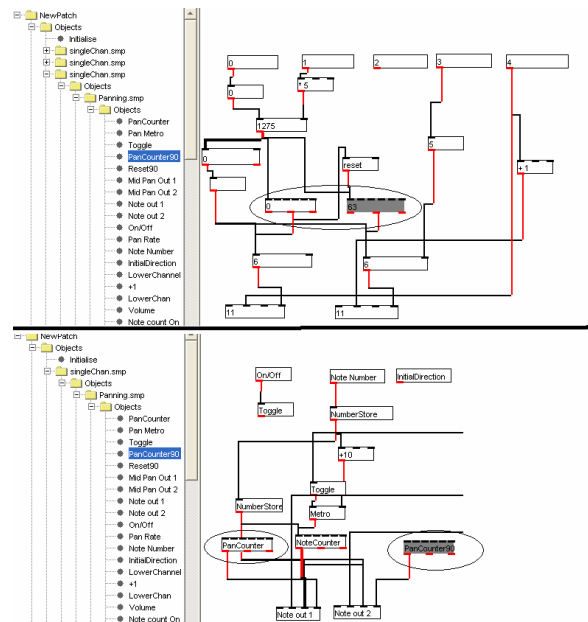 NewPatch
Objects
Initialise
singleChan.smp
singleChan.smp
singleChan.smp
Objects
Panning.smp
Objects
PanCounter
Pan Metro
Toggle
PanCounter90
Reset90
Mid Pan Out 1
Mid Pan Out 2
Note out 1
Note out 2
On/Off
Pan Rate
Note Number
InitialDirection
LowerChannel
+1
LowerChan
Volume
Note count On
0 1 2 3 4
0 * 5
1275
5
0 reset + 1
0 63
6 6
11 11
NewPatch
Objects
Initialise
singleChan.smp
Objects
Panning.smp
Objects
PanCounter
Pan Metro
Toggle
PanCounter90
Reset90
Mid Pan Out 1
Mid Pan Out 2
Note out 1
Note out 2
On/Off
Pan Rate
Note Number
InitialDirection
LowerChannel
+1
LowerChan
Volume
Note count On
On/Off Note Number InitialDirection
Toggle NumberStore
+10
Toggle
NumberStore Metro
PanCounter NoteCounter PanCounter90
Note out 1 Note out 2